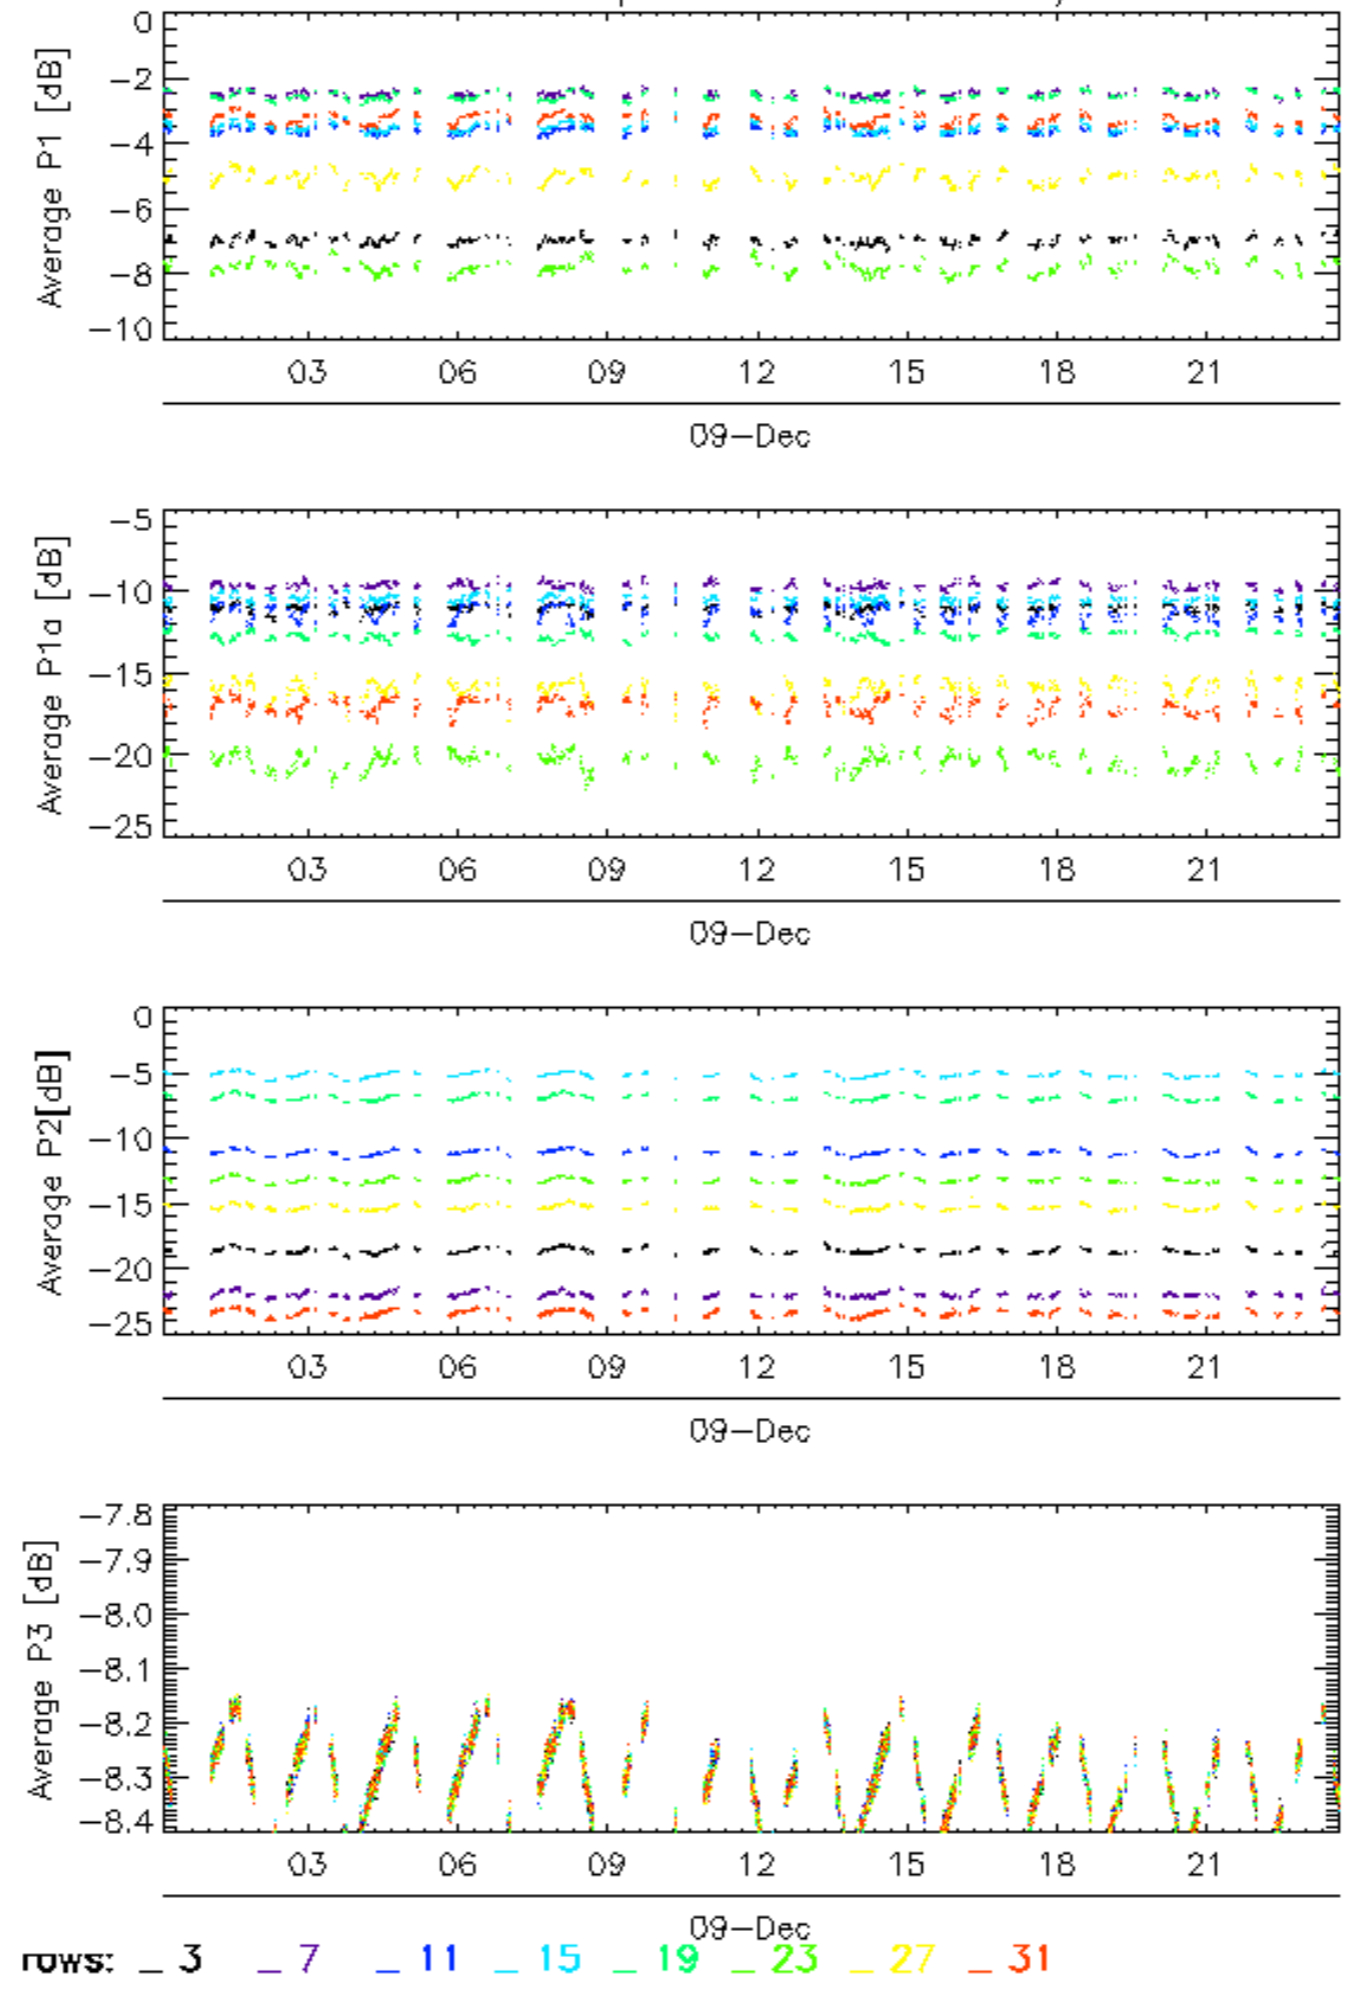 0
−2
−4
−6
−8
−10
Average P1 [dB]
03 06 09 12 15 18 21
09−Dec
−5
−10
−15
−20
−25
Average P1a [dB]
03 06 09 12 15 18 21
09−Dec
0
−5
−10
−15
−20
−25
Average P2[dB]
03 06 09 12 15 18 21
09−Dec
−7.8
−7.9
−8.0
−8.1
−8.2
−8.3
−8.4
Average P3 [dB]
03 06 09 12 15 18 21
09−Dec
rows: _ 3 _ 7 _ 11 _ 15 _ 19 _ 23 _ 27 _ 31